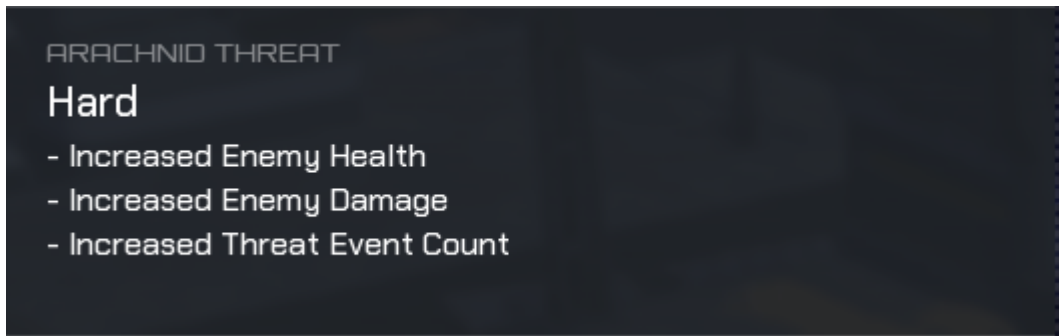 ARACHNID THREAT
Hard
- Increased Enemy Health
- Increased Enemy Damage
- Increased Threat Event Count